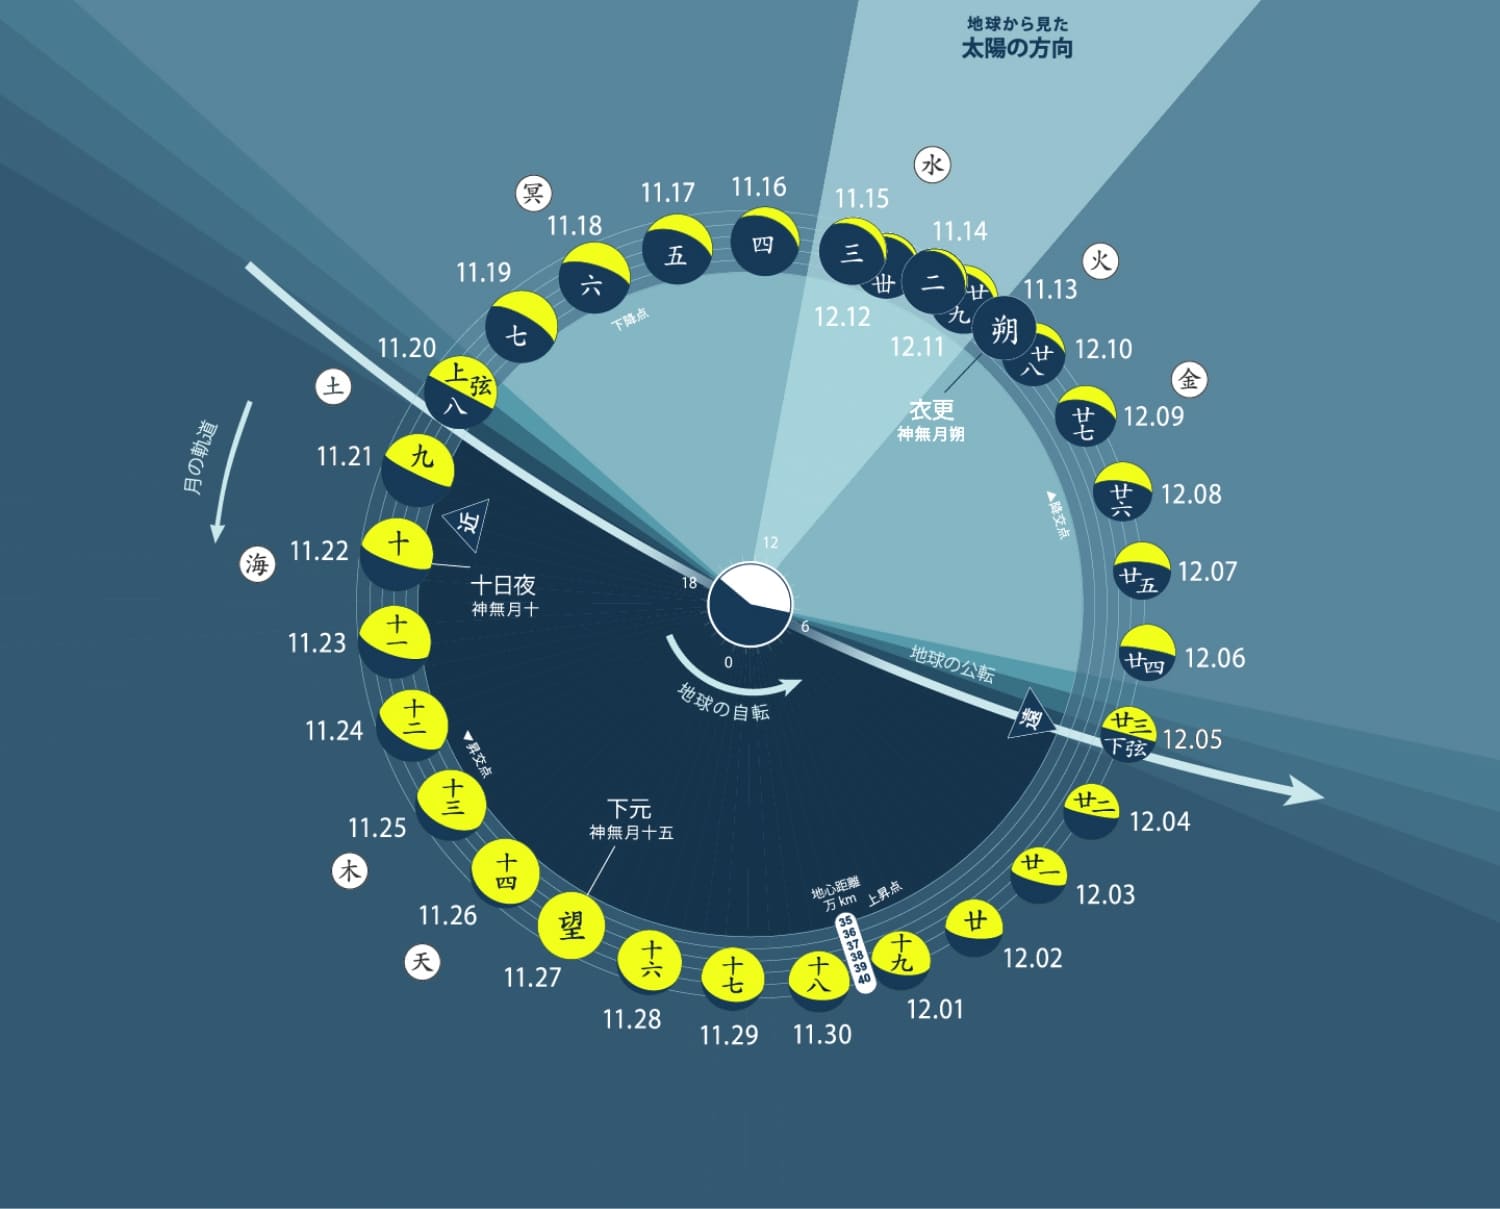 地球から見た
太陽の方向
水
火
金
冥
土
海
木
天
11.13
朔
11.14
二
11.15
三
11.16
四
11.17
五
11.18
六
11.19
七
11.20
上弦
八
11.21
九
11.22
十
11.23
十一
11.24
十二
11.25
十三
11.26
十四
11.27
望
11.28
十六
11.29
十七
11.30
十八
12.01
十九
12.02
廿
12.03
廿一
12.04
廿二
12.05
廿三
下弦
12.06
廿四
12.07
廿五
12.08
廿六
12.09
廿七
12.10
廿八
12.11
廿九
12.12
丗
衣更
神無月朔
下降点
▲降交点
月の軌道
近
十日夜
神無月十
12
18
6
0
地球の自転
地球の公転
遠
▲昇交点
下元
神無月十五
地心距離
万 km
上昇点
35
36
37
38
39
40